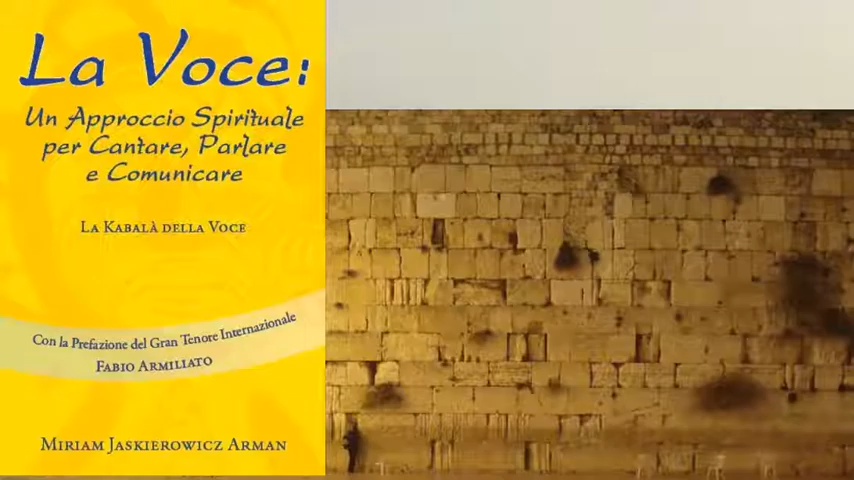 La Voce:
Un Approccio Spirituale
per Cantare, Parlare
e Comunicare
La Kabalà della Voce
Con la Prefazione del Gran Tenore Internazionale
Fabio Armiliato
Miriam Jaskierowicz Arman